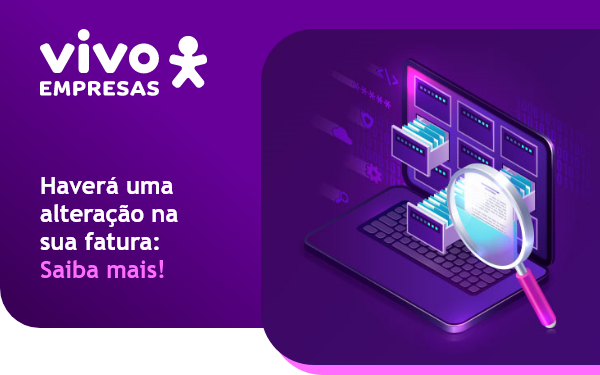 vivo
EMPRESAS
Haverá uma
alteração na
sua fatura:
Saiba mais!